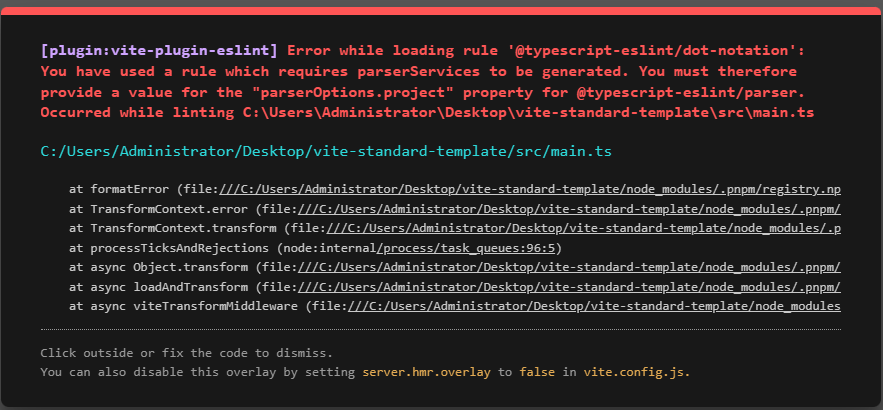 [plugin:vite-plugin-eslint] Error while loading rule '@typescript-eslint/dot-notation':
You have used a rule which requires parserServices to be generated. You must therefore
provide a value for the "parserOptions.project" property for @typescript-eslint/parser.
Occurred while linting C:\Users\Administrator\Desktop\vite-standard-template\src\main.ts
C:/Users/Administrator/Desktop/vite-standard-template/src/main.ts
at formatError (file:///C:/Users/Administrator/Desktop/vite-standard-template/node_modules/.pnpm/registry.np
at TransformContext.error (file:///C:/Users/Administrator/Desktop/vite-standard-template/node_modules/.pnpm/
at TransformContext.transform (file:///C:/Users/Administrator/Desktop/vite-standard-template/node_modules/.p
at processTicksAndRejections (node:internal/process/task_queues:96:5)
at async Object.transform (file:///C:/Users/Administrator/Desktop/vite-standard-template/node_modules/.pnpm/
at async loadAndTransform (file:///C:/Users/Administrator/Desktop/vite-standard-template/node_modules/.pnpm/
at async viteTransformMiddleware (file:///C:/Users/Administrator/Desktop/vite-standard-template/node_modules
Click outside or fix the code to dismiss.
You can also disable this overlay by setting server.hmr.overlay to false in vite.config.js.